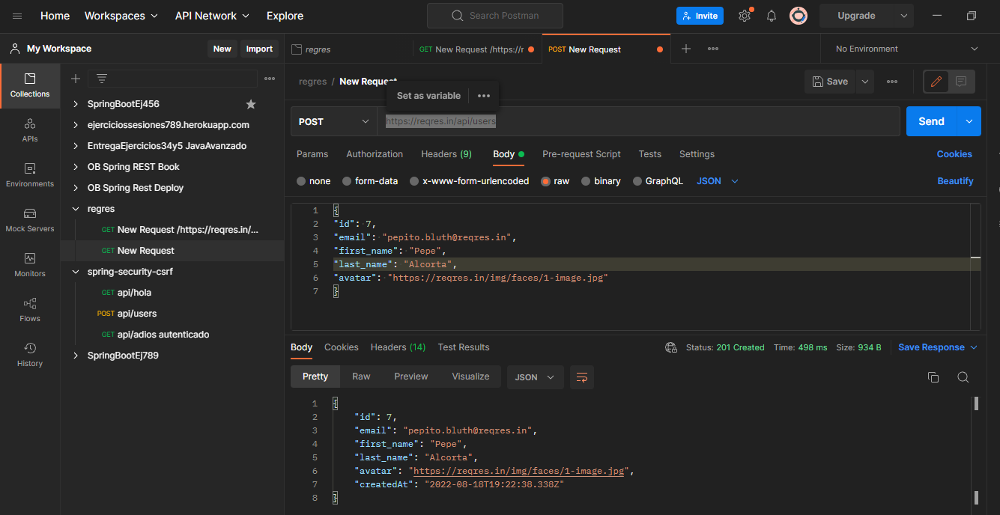 Home Workspaces API Network Explore Search Postman Invite Upgrade
My Workspace New Import regres GET New Request /https://r POST New Request No Environment
Collections
APIs
Environments
Mock Servers
Monitors
Flows
History
SpringBootEj456
ejerciciossesiones789.herokuapp.com
EntregaEjercicios34y5 JavaAvanzado
OB Spring REST Book
OB Spring Rest Deploy
regres
GET New Request /https://reqres.in/...
GET New Request
spring-security-csrf
GET api/hola
POST api/users
GET api/adios autenticado
SpringBootEj789
regres / New Request Save
Set as variable
POST https://reqres.in/api/users Send
Params Authorization Headers (9) Body Pre-request Script Tests Settings Cookies
none form-data x-www-form-urlencoded raw binary GraphQL JSON Beautify
1 {
2 "id": 7,
3 "email": "pepito.bluth@reqres.in",
4 "first_name": "Pepe",
5 "last_name": "Alcorta",
6 "avatar": "https://reqres.in/img/faces/1-image.jpg"
7 }
Body Cookies Headers (14) Test Results Status: 201 Created Time: 498 ms Size: 934 B Save Response
Pretty Raw Preview Visualize JSON
1 {
2 "id": 7,
3 "email": "pepito.bluth@reqres.in",
4 "first_name": "Pepe",
5 "last_name": "Alcorta",
6 "avatar": "https://reqres.in/img/faces/1-image.jpg",
7 "createdAt": "2022-08-18T19:22:38.338Z"
8 }